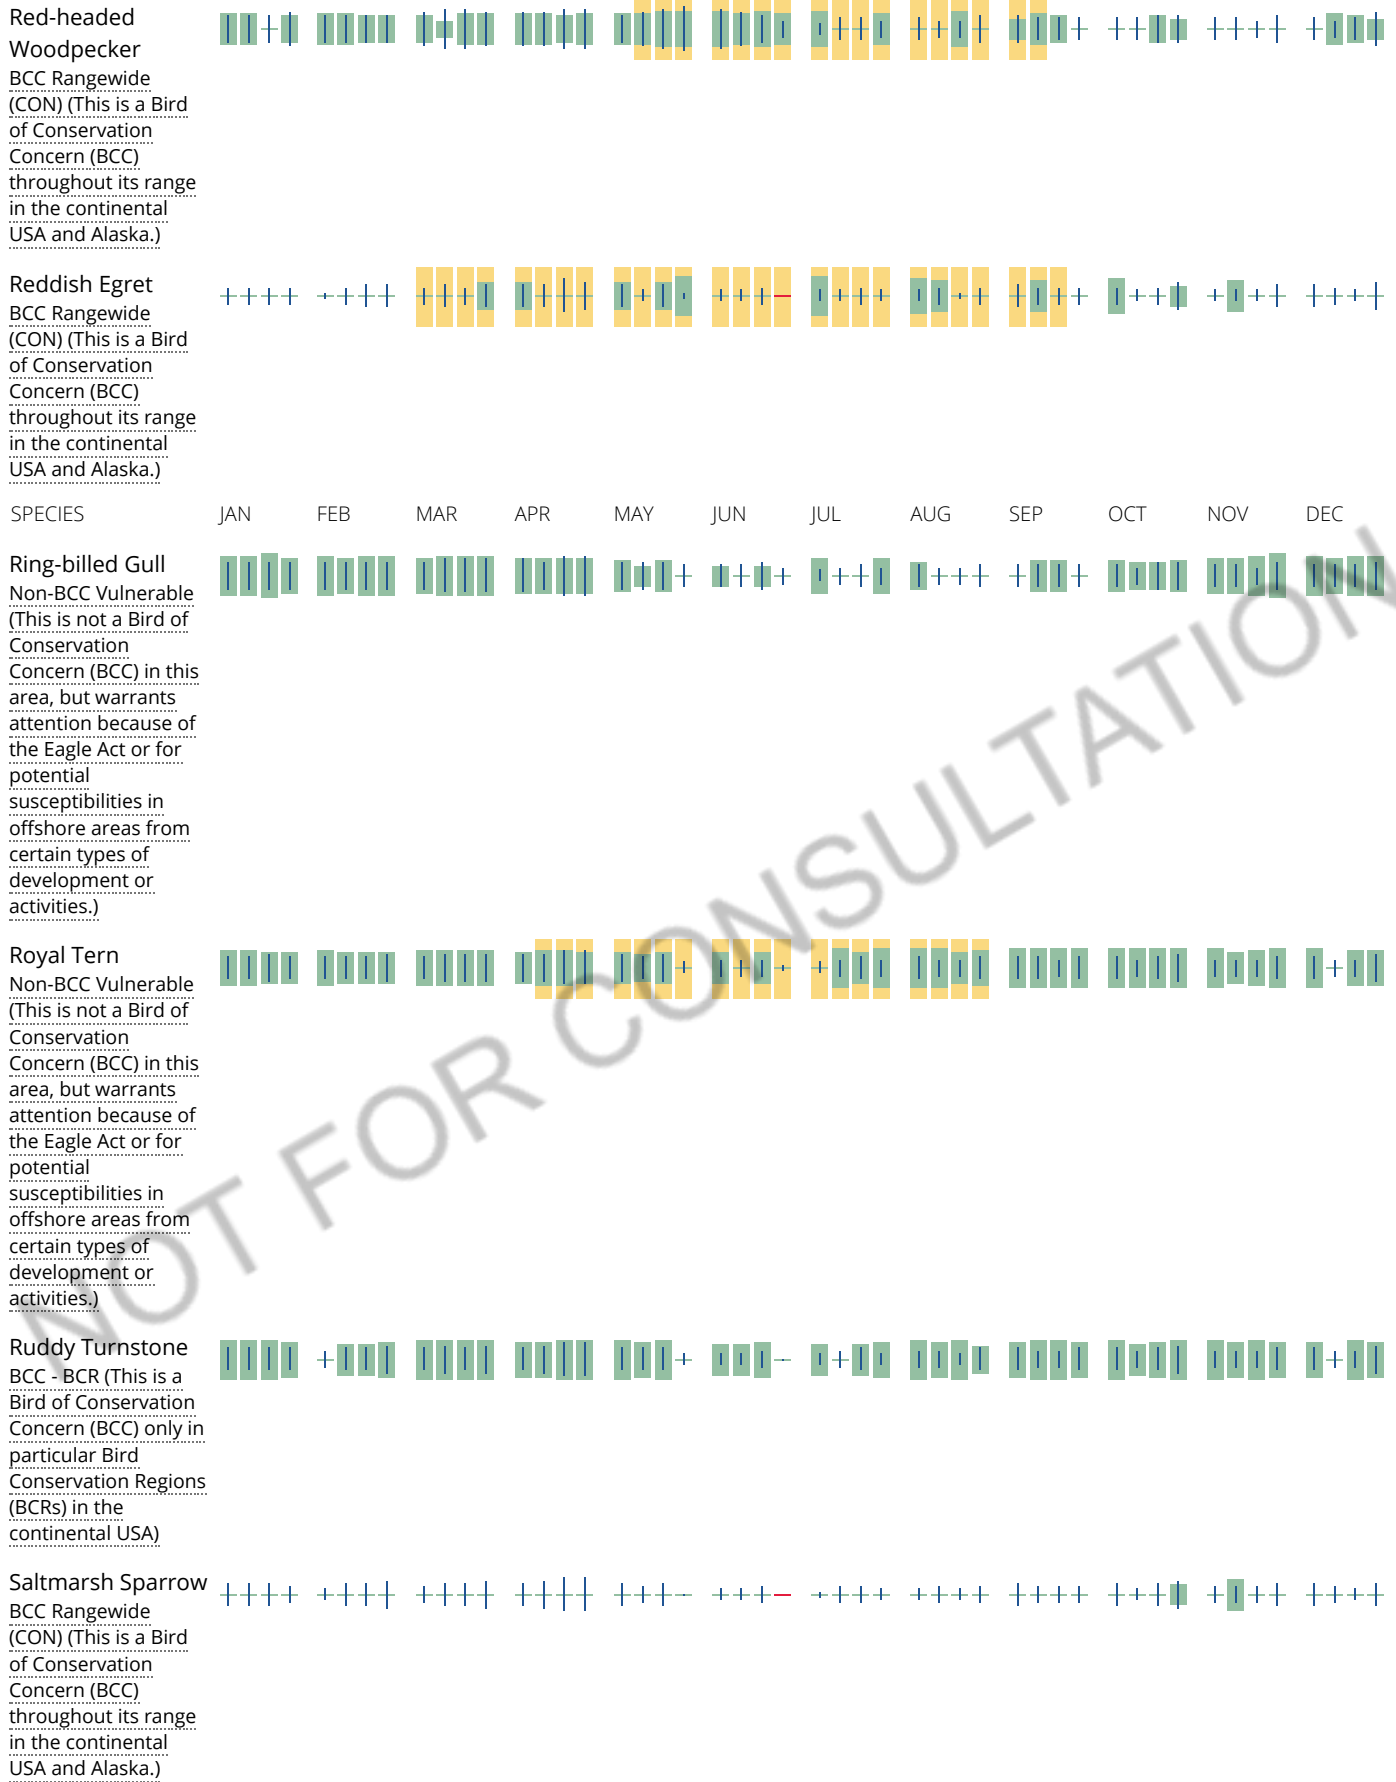 Red-headed
Woodpecker
BCC Rangewide
(CON) (This is a Bird
of Conservation
Concern (BCC)
throughout its range
in the continental
USA and Alaska.)
Reddish Egret
BCC Rangewide
(CON) (This is a Bird
of Conservation
Concern (BCC)
throughout its range
in the continental
USA and Alaska.)
SPECIES JAN FEB MAR APR MAY JUN JUL AUG SEP OCT NOV DEC
Ring-billed Gull
Non-BCC Vulnerable
(This is not a Bird of
Conservation
Concern (BCC) in this
area, but warrants
attention because of
the Eagle Act or for
potential
susceptibilities in
offshore areas from
certain types of
development or
activities.)
Royal Tern
Non-BCC Vulnerable
(This is not a Bird of
Conservation
Concern (BCC) in this
area, but warrants
attention because of
the Eagle Act or for
potential
susceptibilities in
offshore areas from
certain types of
development or
activities.)
Ruddy Turnstone
BCC - BCR (This is a
Bird of Conservation
Concern (BCC) only in
particular Bird
Conservation Regions
(BCRs) in the
continental USA)
Saltmarsh Sparrow
BCC Rangewide
(CON) (This is a Bird
of Conservation
Concern (BCC)
throughout its range
in the continental
USA and Alaska.)
NOT FOR CONSULTATION